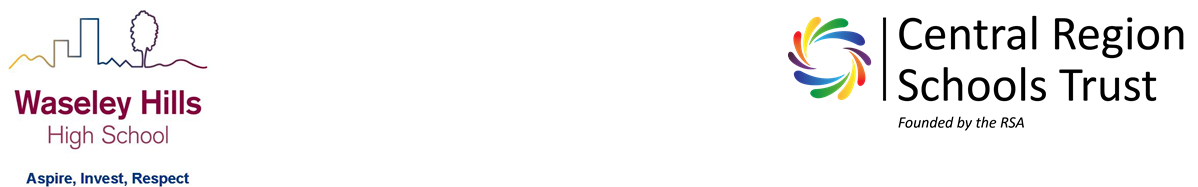 Waseley Hills
High School
Aspire, Invest, Respect
Central Region
Schools Trust
Founded by the RSA